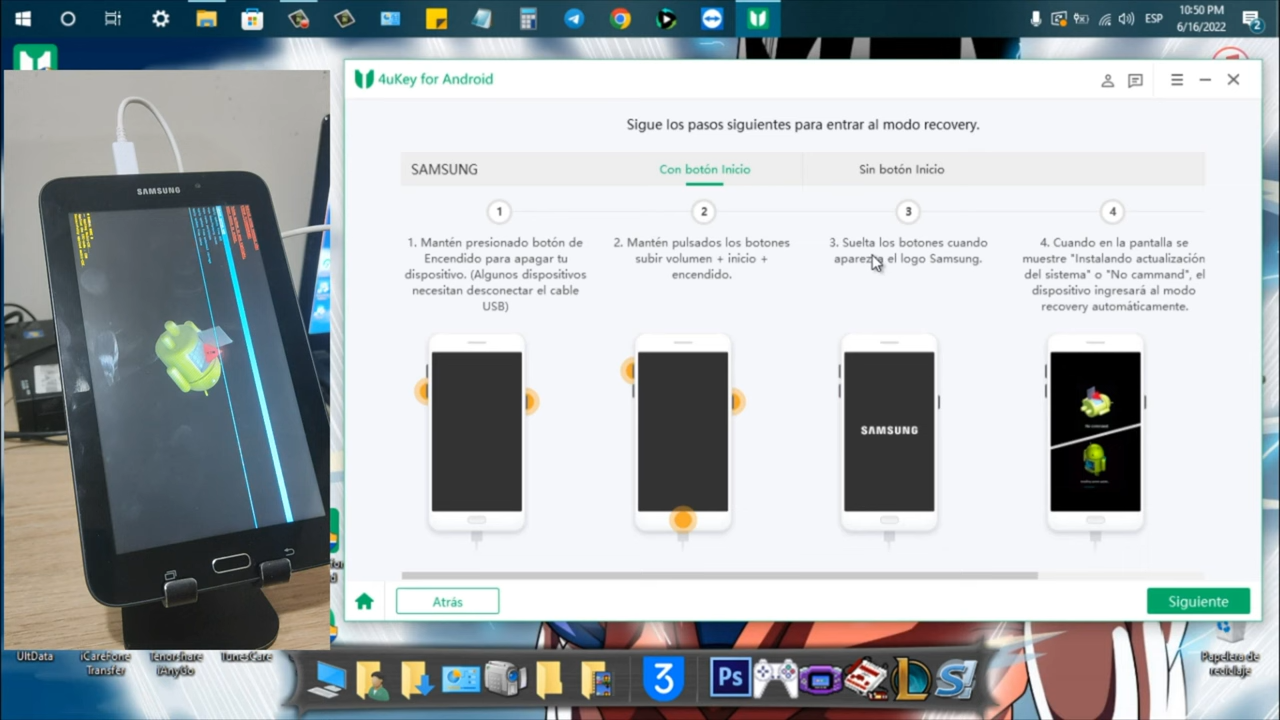 ESP
10:50 PM
6/16/2022
2
4uKey for Android
Sigue los pasos siguientes para entrar al modo recovery.
SAMSUNG
Con botón Inicio
Sin botón Inicio
1
2
3
4
1. Mantén presionado botón de
Encendido para apagar tu
dispositivo. (Algunos dispositivos
necesitan desconectar el cable
USB)
2. Mantén pulsados los botones
subir volumen + inicio +
encendido.
3. Suelta los botones cuando
aparezca el logo Samsung.
4. Cuando en la pantalla se
muestre "Instalando actualización
del sistema" o "No cammand", el
dispositivo ingresará al modo
recovery automáticamente.
SAMSUNG
SAMSUNG
Atrás
Siguiente
UltData
iCareFone
Transfer
Tenorshare
iAnyGo
TunesCare
Papelera de
reciclaje
3
Ps